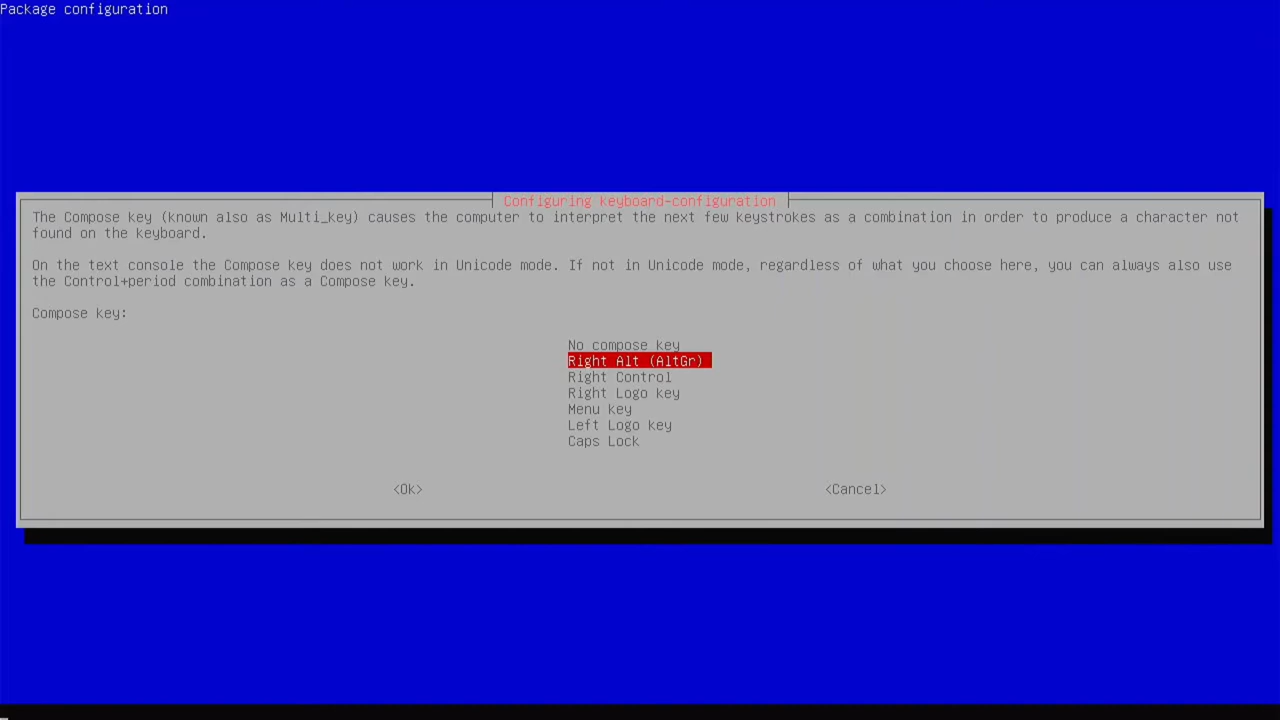 Package configuration
Configuring keyboard-configuration
The Compose key (known also as Multi_key) causes the computer to interpret the next few keystrokes as a combination in order to produce a character not
found on the keyboard.
On the text console the Compose key does not work in Unicode mode. If not in Unicode mode, regardless of what you choose here, you can always also use
the Control+period combination as a Compose key.
Compose key:
No compose key
Right Alt (AltGr)
Right Control
Right Logo key
Menu key
Left Logo key
Caps Lock
<Ok> <Cancel>